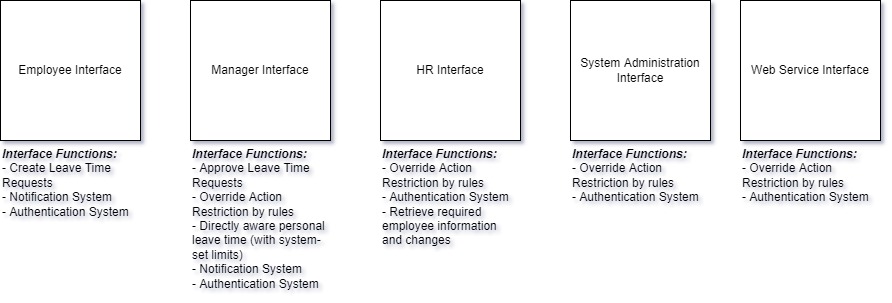 Employee Interface
Interface Functions:
- Create Leave Time
Requests
- Notification System
- Authentication System
Manager Interface
Interface Functions:
- Approve Leave Time
Requests
- Override Action
Restriction by rules
- Directly aware personal
leave time (with system-
set limits)
- Notification System
- Authentication System
HR Interface
Interface Functions:
- Override Action
Restriction by rules
- Authentication System
- Retrieve required
employee information
and changes
System Administration
Interface
Interface Functions:
- Override Action
Restriction by rules
- Authentication System
Web Service Interface
Interface Functions:
- Override Action
Restriction by rules
- Authentication System